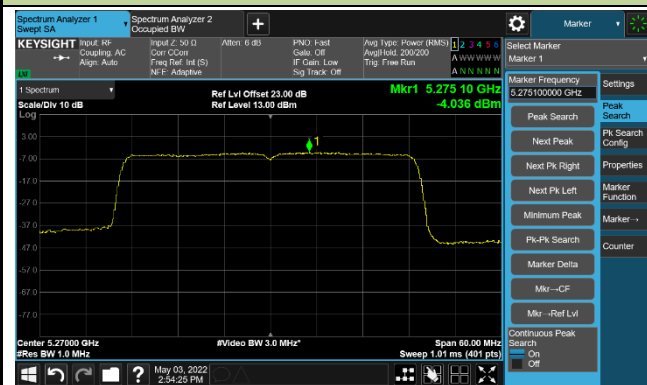 Spectrum Analyzer 1
Swept SA
Spectrum Analyzer 2
Occupied BW
+
Marker
KEYSIGHT
Input: RF
Coupling: AC
Align: Auto
Input Z: 50 Ω
Corr CCorr
Freq Ref: Int (S)
NFE: Adaptive
Atten: 6 dB
PNO: Fast
Gate: Off
IF Gain: Low
Sig Track: Off
Avg Type: Power (RMS)
Avg|Hold: 200/200
Trig: Free Run
1 2 3 4 5 6
A W W W W W
A N N N N N
LVI
Select Marker
Marker 1
1 Spectrum
Scale/Div 10 dB
Log
Ref Lvl Offset 23.00 dB
Ref Level 13.00 dBm
Mkr1 5.275 10 GHz
-4.036 dBm
1
3.00
-7.00
-17.0
-27.0
-37.0
-47.0
-57.0
-67.0
-77.0
Center 5.27000 GHz
#Res BW 1.0 MHz
#Video BW 3.0 MHz*
Span 60.00 MHz
Sweep 1.01 ms (401 pts)
Marker Frequency
5.275100000 GHz
Peak Search
Next Peak
Next Pk Right
Next Pk Left
Minimum Peak
Pk-Pk Search
Marker Delta
Mkr→CF
Mkr→Ref Lvl
Continuous Peak
Search
On
Off
Settings
Peak
Search
Pk Search
Config
Properties
Marker
Function
Marker→
Counter
?
May 03, 2022
2:54:25 PM